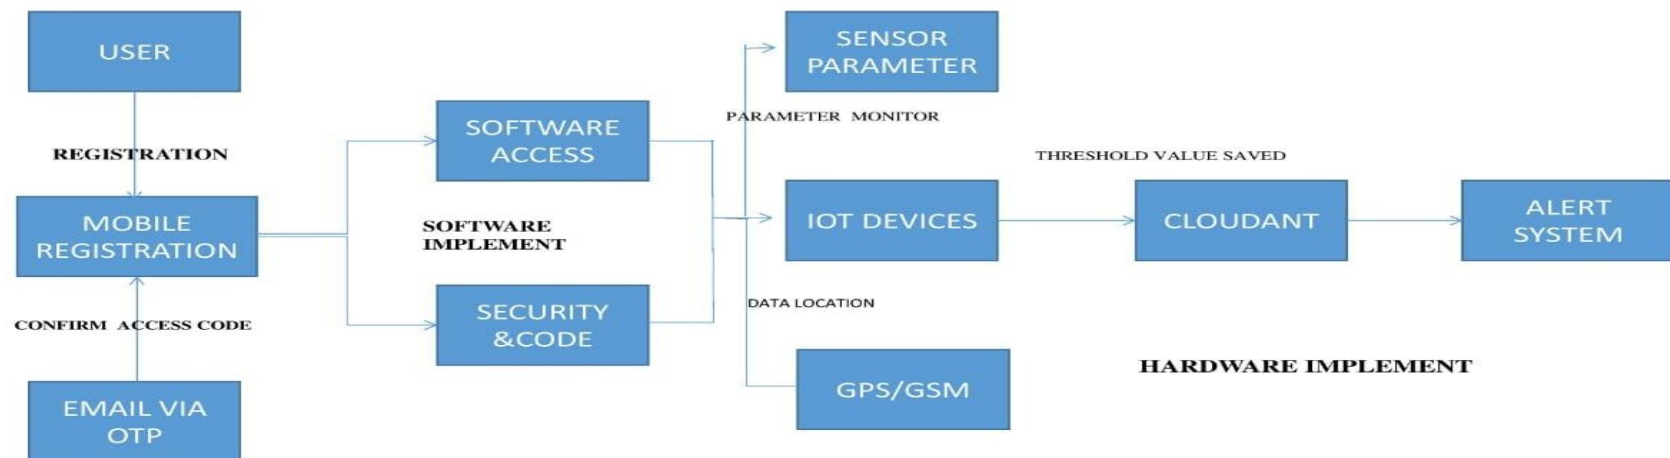 USER
REGISTRATION
MOBILE
REGISTRATION
CONFIRM ACCESS CODE
EMAIL VIA
OTP
SOFTWARE
ACCESS
SOFTWARE
IMPLEMENT
SECURITY
&CODE
SENSOR
PARAMETER
PARAMETER MONITOR
IOT DEVICES
DATA LOCATION
GPS/GSM
THRESHOLD VALUE SAVED
CLOUDANT
ALERT
SYSTEM
HARDWARE IMPLEMENT